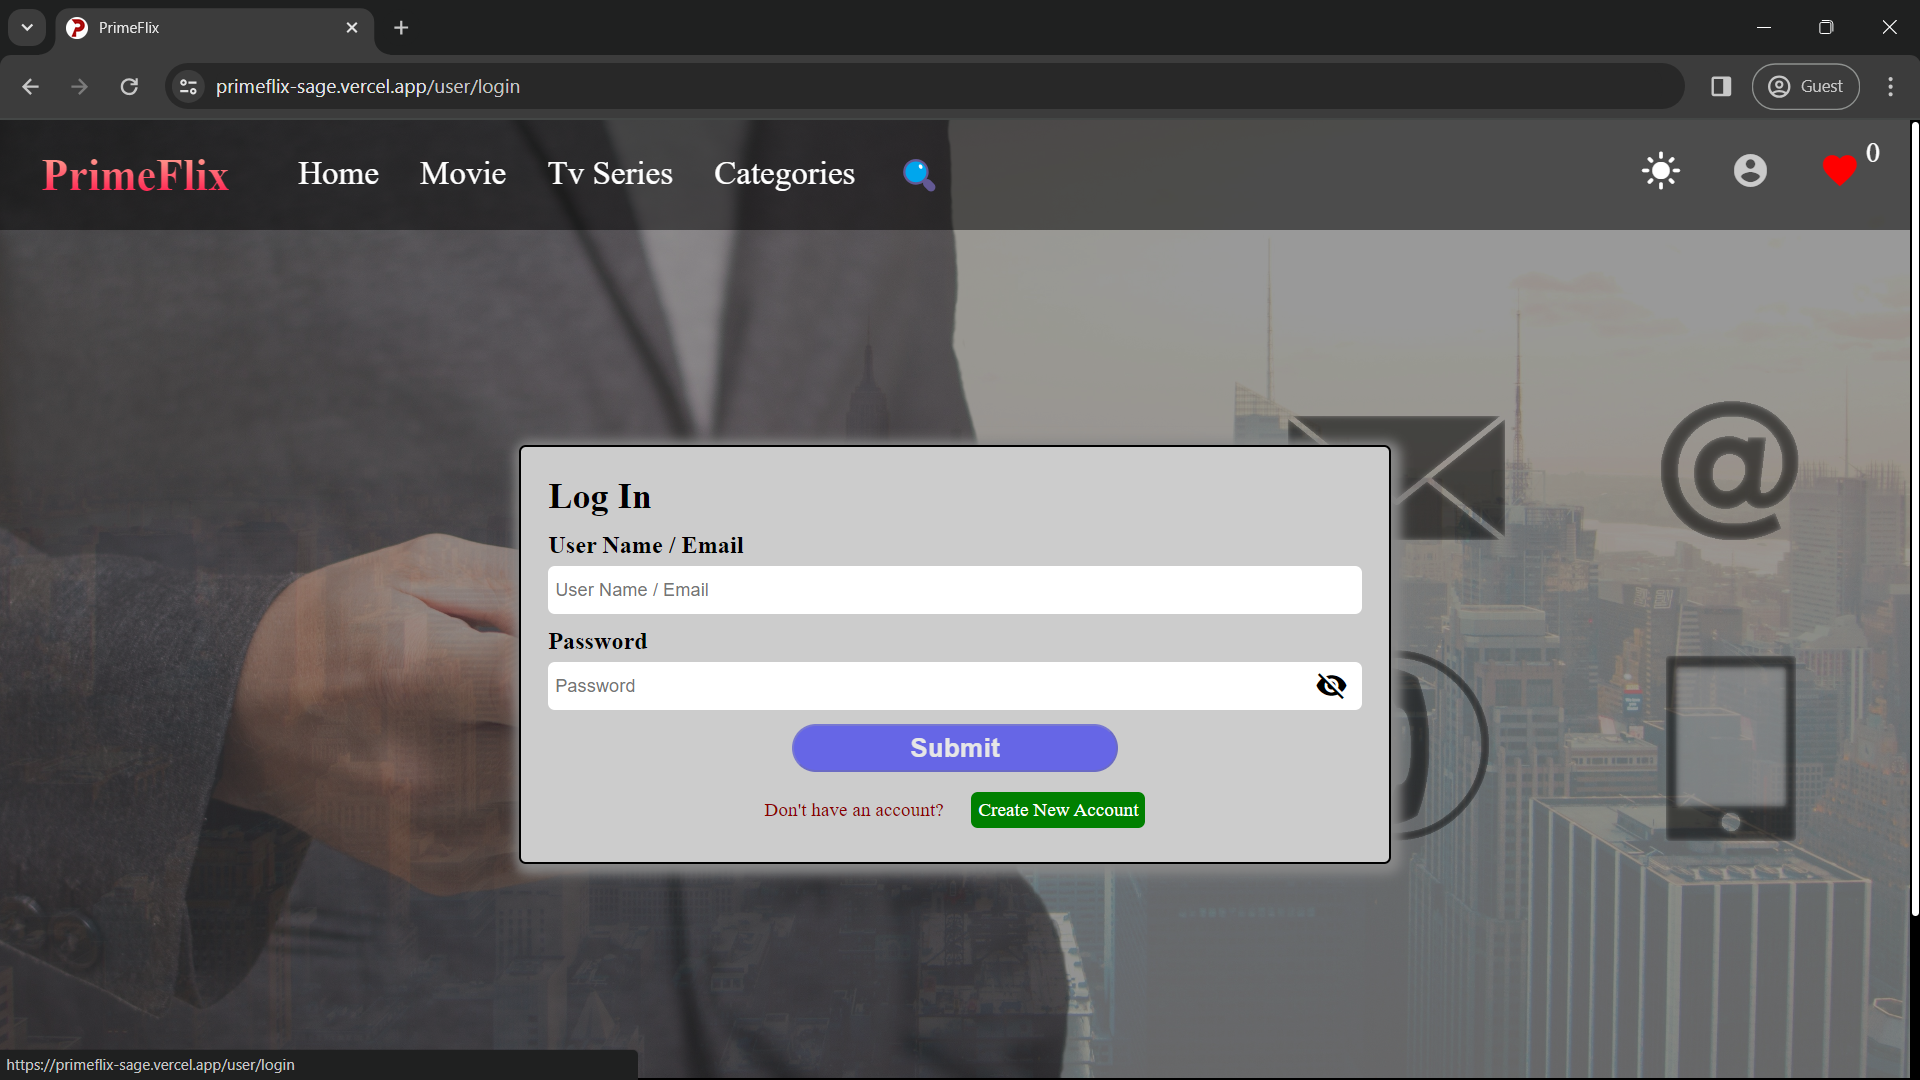 PrimeFlix
primeflix-sage.vercel.app/user/login
Guest
PrimeFlix
Home
Movie
Tv Series
Categories
0
Log In
User Name / Email
User Name / Email
Password
Password
Submit
Don't have an account?
Create New Account
https://primeflix-sage.vercel.app/user/login